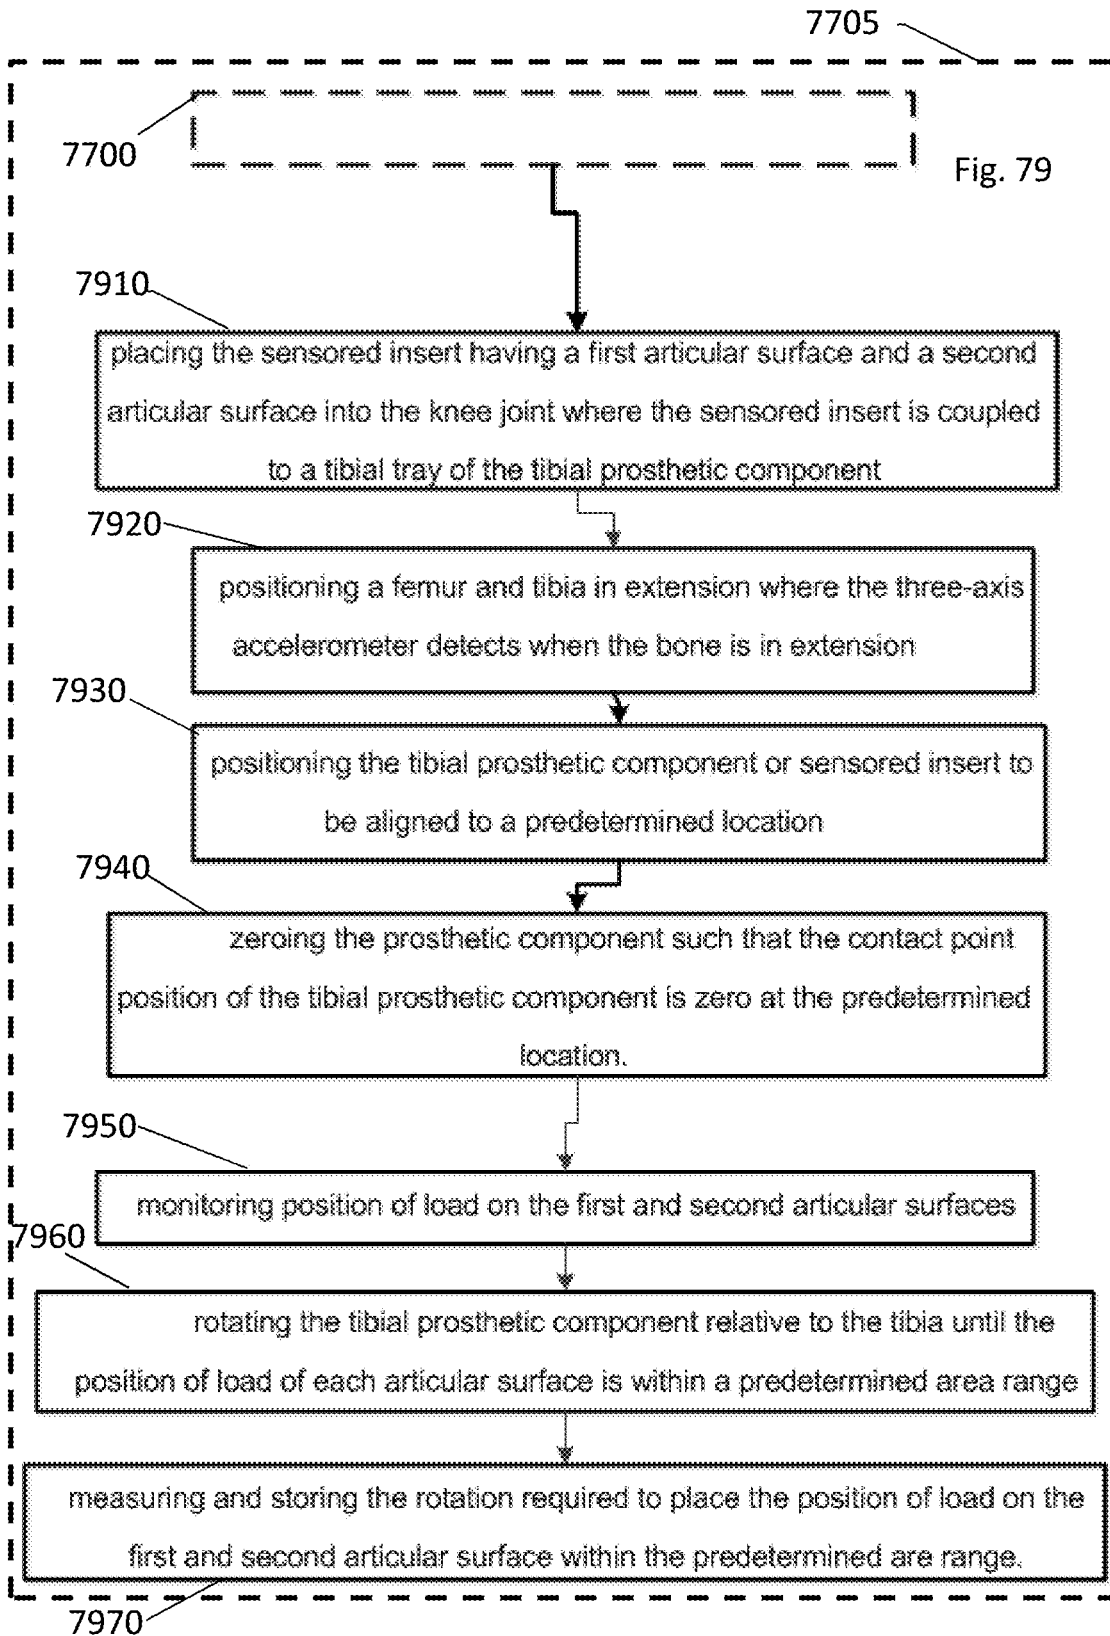 7705
7700
Fig. 79
7910
placing the sensored insert having a first articular surface and a second
articular surface into the knee joint where the sensored insert is coupled
to a tibial tray of the tibial prosthetic component
7920
positioning a femur and tibia in extension where the three-axis
accelerometer detects when the bone is in extension
7930
positioning the tibial prosthetic component or sensored insert to
be aligned to a predetermined location
7940
zeroing the prosthetic component such that the contact point
position of the tibial prosthetic component is zero at the predetermined
location.
7950
monitoring position of load on the first and second articular surfaces
7960
rotating the tibial prosthetic component relative to the tibia until the
position of load of each articular surface is within a predetermined area range
measuring and storing the rotation required to place the position of load on the
first and second articular surface within the predetermined are range.
7970